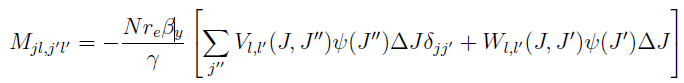 M_{jl,j'l'} = -\frac{N r_e \beta_y}{\gamma} \left[ \sum_{j''} V_{l,l'}(J, J'') \psi(J'') \Delta J \delta_{jj'} + W_{l,l'}(J, J') \psi(J') \Delta J \right]